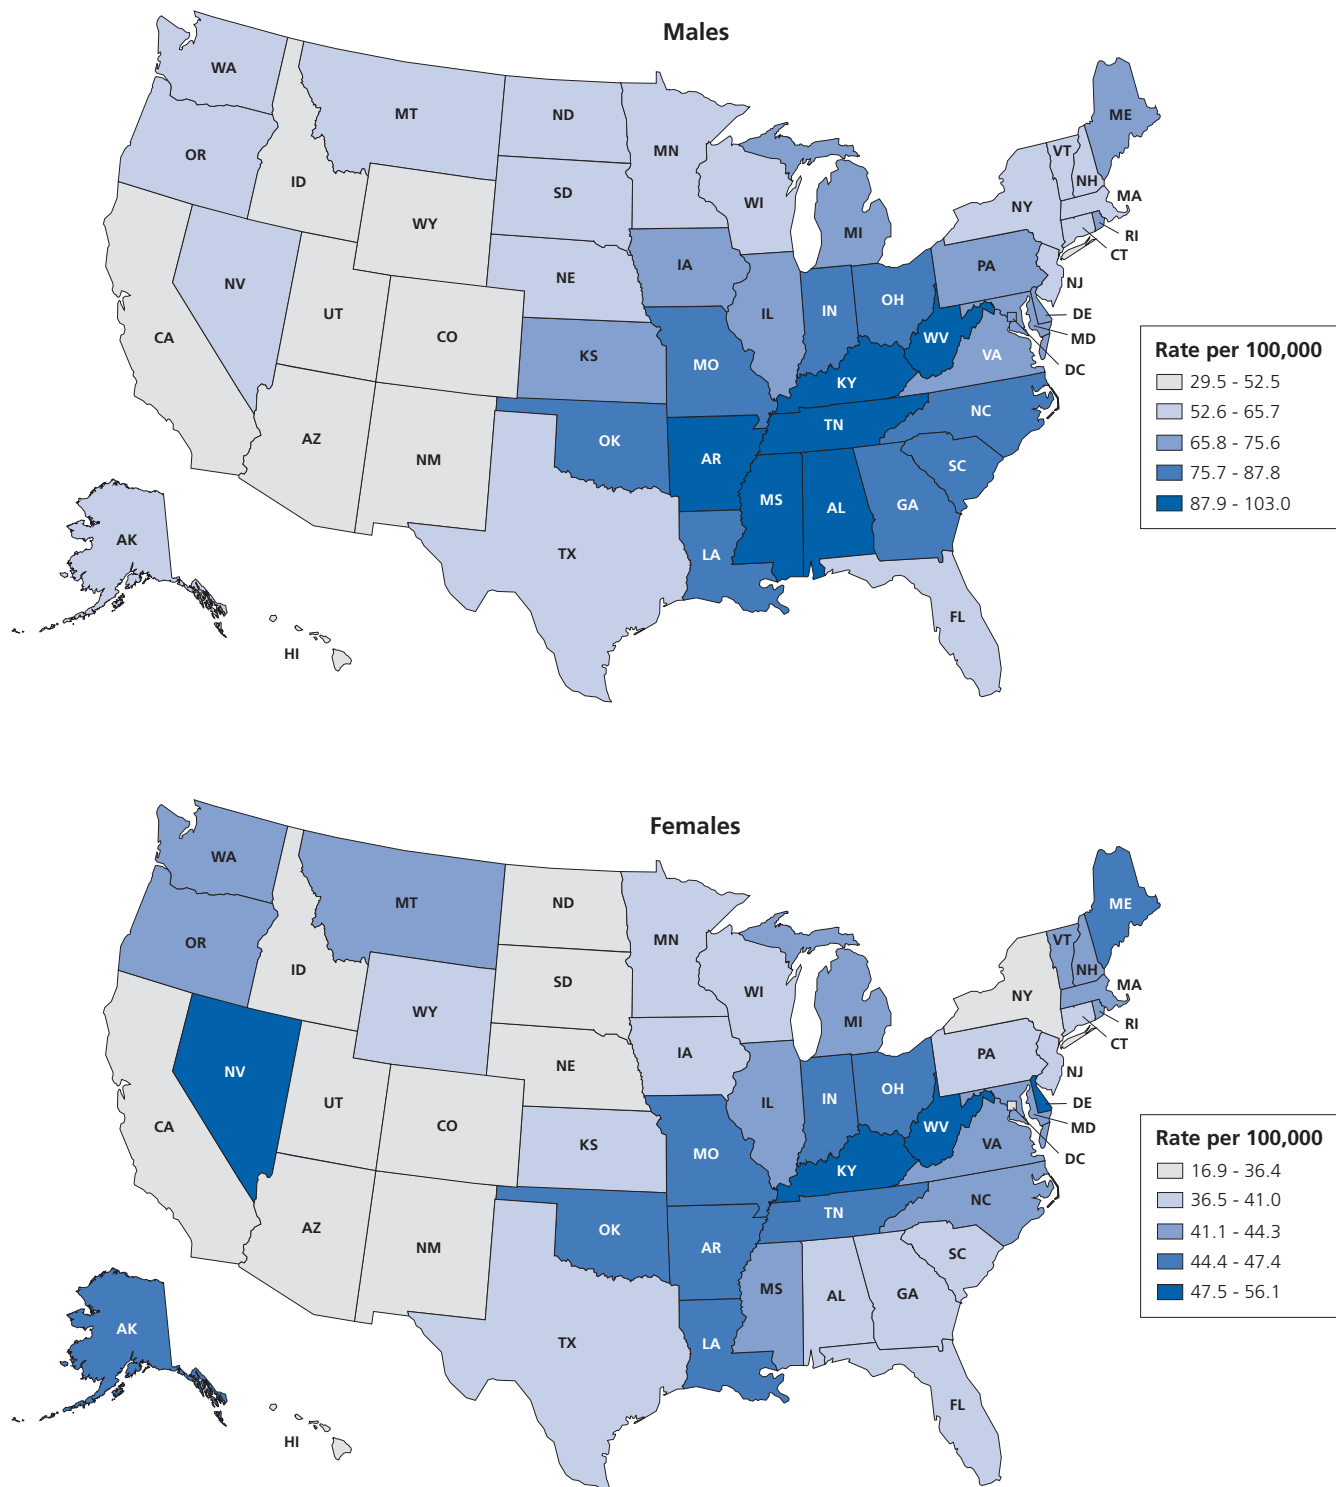 Males
WA
MT
ND
MN
ME
OR
ID
SD
WI
VT
NH
MA
NY
WY
MI
RI
CT
IA
PA
NE
NJ
NV
UT
CO
IL
IN
OH
DE
MD
DC
CA
KS
MO
WV
VA
KY
AZ
NM
OK
AR
TN
NC
SC
MS
AL
GA
AK
TX
LA
FL
HI
Rate per 100,000
29.5 - 52.5
52.6 - 65.7
65.8 - 75.6
75.7 - 87.8
87.9 - 103.0
Females
WA
MT
ND
MN
ME
OR
ID
SD
WI
VT
NH
MA
NY
WY
MI
RI
CT
IA
PA
NE
NJ
NV
UT
CO
IL
IN
OH
DE
MD
DC
CA
KS
MO
WV
VA
KY
AZ
NM
OK
AR
TN
NC
SC
MS
AL
GA
AK
TX
LA
FL
HI
Rate per 100,000
16.9 - 36.4
36.5 - 41.0
41.1 - 44.3
44.4 - 47.4
47.5 - 56.1